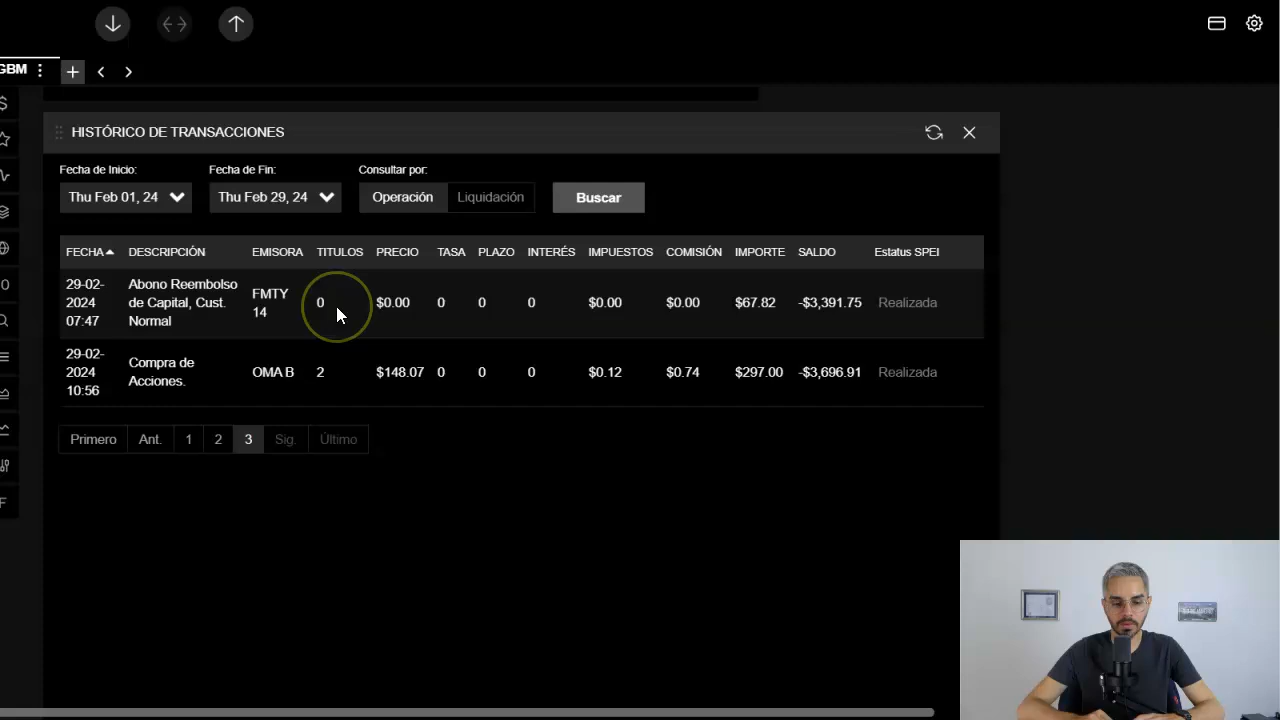 GBM
HISTÓRICO DE TRANSACCIONES
Fecha de Inicio: Fecha de Fin: Consultar por:
Thu Feb 01, 24 Thu Feb 29, 24 Operación Liquidación Buscar
FECHA DESCRIPCIÓN EMISORA TITULOS PRECIO TASA PLAZO INTERÉS IMPUESTOS COMISIÓN IMPORTE SALDO Estatus SPEI
29-02-2024 07:47 Abono Reembolso de Capital, Cust. Normal FMTY 14 0 $0.00 0 0 0 $0.00 $0.00 $67.82 -$3,391.75 Realizada
29-02-2024 10:56 Compra de Acciones. OMA B 2 $148.07 0 0 0 $0.12 $0.74 $297.00 -$3,696.91 Realizada
Primero Ant. 1 2 3 Sig. Último